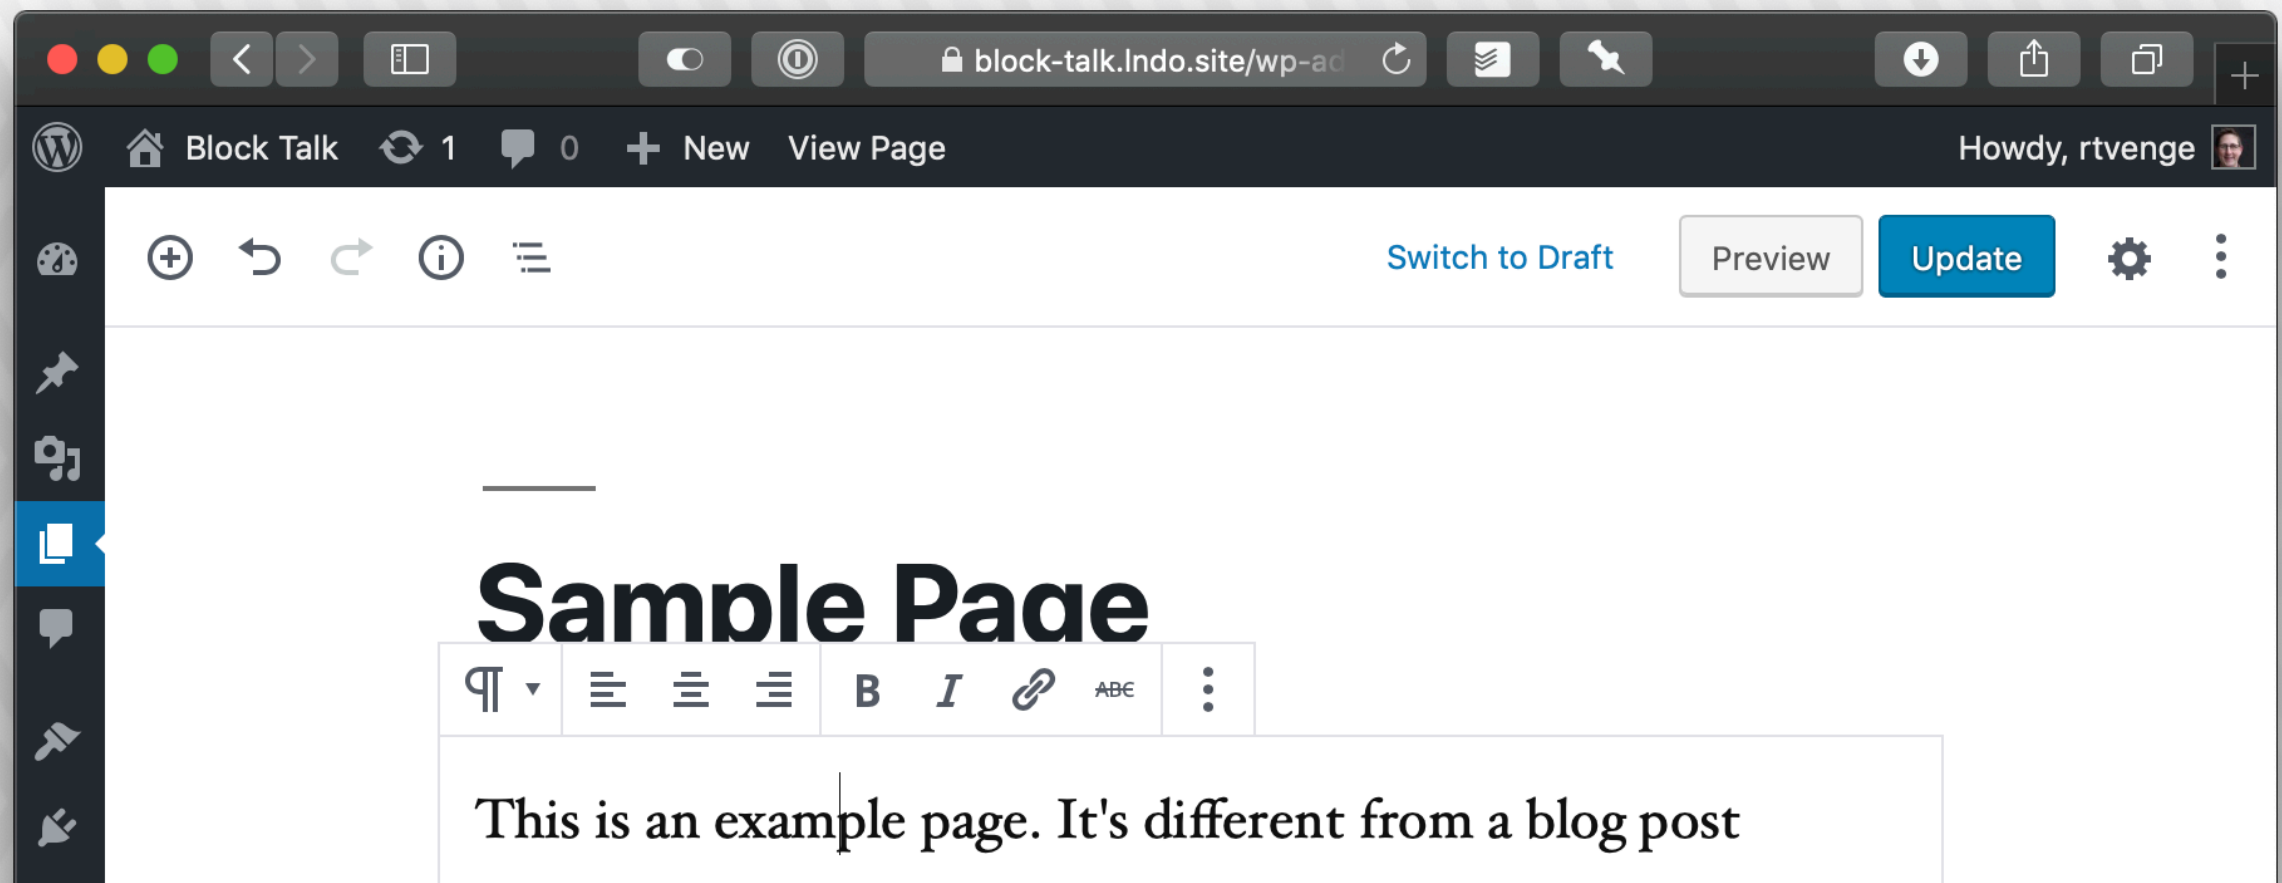 block-talk.lndo.site/wp-ad
Block Talk 1 0 New View Page Howdy, rtvenge
Switch to Draft Preview Update
Sample Page
B I ABC
This is an example page. It's different from a blog post